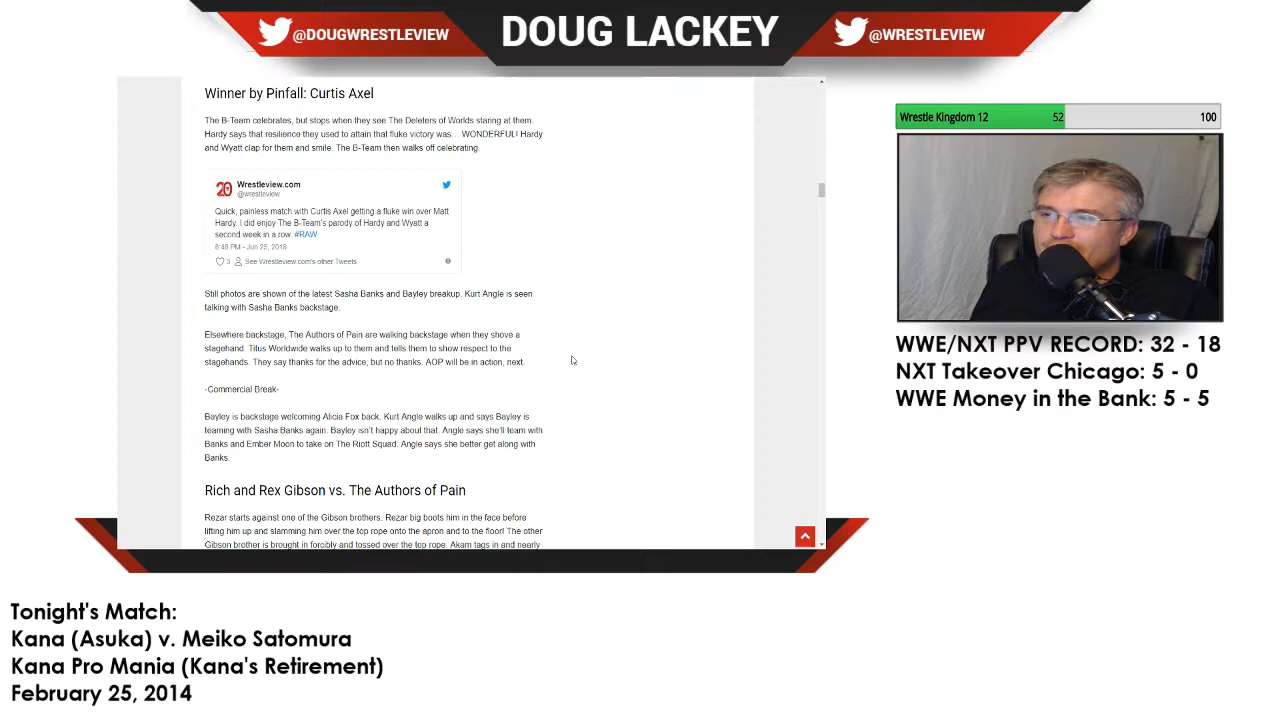 @DOUGWRESTLEVIEW
DOUG LACKEY
@WRESTLEVIEW
Winner by Pinfall: Curtis Axel
The B-Team celebrates, but stops when they see The Deleters of Worlds staring at them.
Hardy says that resilience they used to attain that fluke victory was… WONDERFUL! Hardy
and Wyatt clap for them and smile. The B-Team then walks off celebrating.
20
Wrestleview.com
@wrestleview
Quick, painless match with Curtis Axel getting a fluke win over Matt
Hardy. I did enjoy The B-Team's parody of Hardy and Wyatt a
second week in a row. #RAW
8:48 PM - Jun 25, 2018
3 See Wrestleview.com's other Tweets
Still photos are shown of the latest Sasha Banks and Bayley breakup. Kurt Angle is seen
talking with Sasha Banks backstage.
Elsewhere backstage, The Authors of Pain are walking backstage when they shove a
stagehand. Titus Worldwide walks up to them and tells them to show respect to the
stagehands. They say thanks for the advice, but no thanks. AOP will be in action, next.
-Commercial Break-
Bayley is backstage welcoming Alicia Fox back. Kurt Angle walks up and says Bayley is
teaming with Sasha Banks again. Bayley isn't happy about that. Angle says she'll team with
Banks and Ember Moon to take on The Riott Squad. Angle says she better get along with
Banks.
Rich and Rex Gibson vs. The Authors of Pain
Rezar starts against one of the Gibson brothers. Rezar big boots him in the face before
lifting him up and slamming him over the top rope onto the apron and to the floor! The other
Gibson brother is brought in forcibly and tossed over the top rope. Akam tags in and nearly
Wrestle Kingdom 12 52 100
WWE/NXT PPV RECORD: 32 - 18
NXT Takeover Chicago: 5 - 0
WWE Money in the Bank: 5 - 5
Tonight's Match:
Kana (Asuka) v. Meiko Satomura
Kana Pro Mania (Kana's Retirement)
February 25, 2014